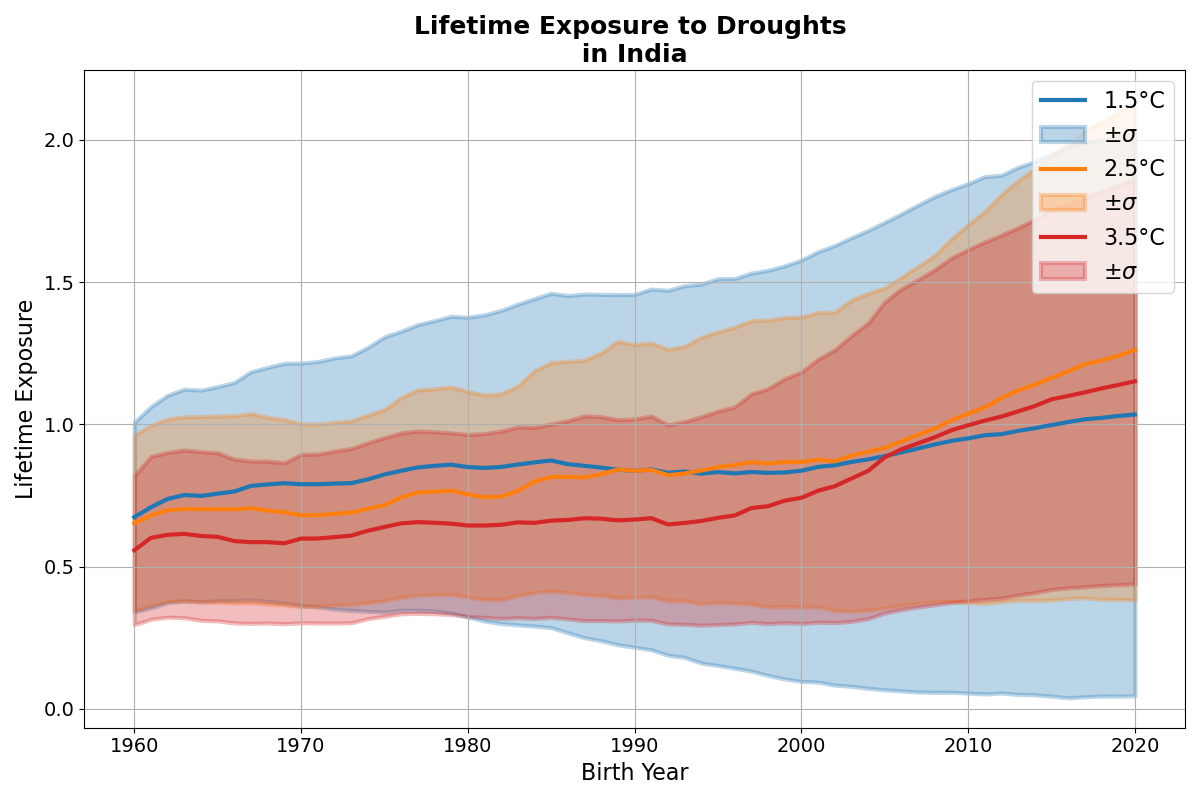 Lifetime Exposure to Droughts
in India
1.5°C
±σ
2.5°C
±σ
3.5°C
±σ
Lifetime Exposure
2.0
1.5
1.0
0.5
0.0
1960 1970 1980 1990 2000 2010 2020
Birth Year